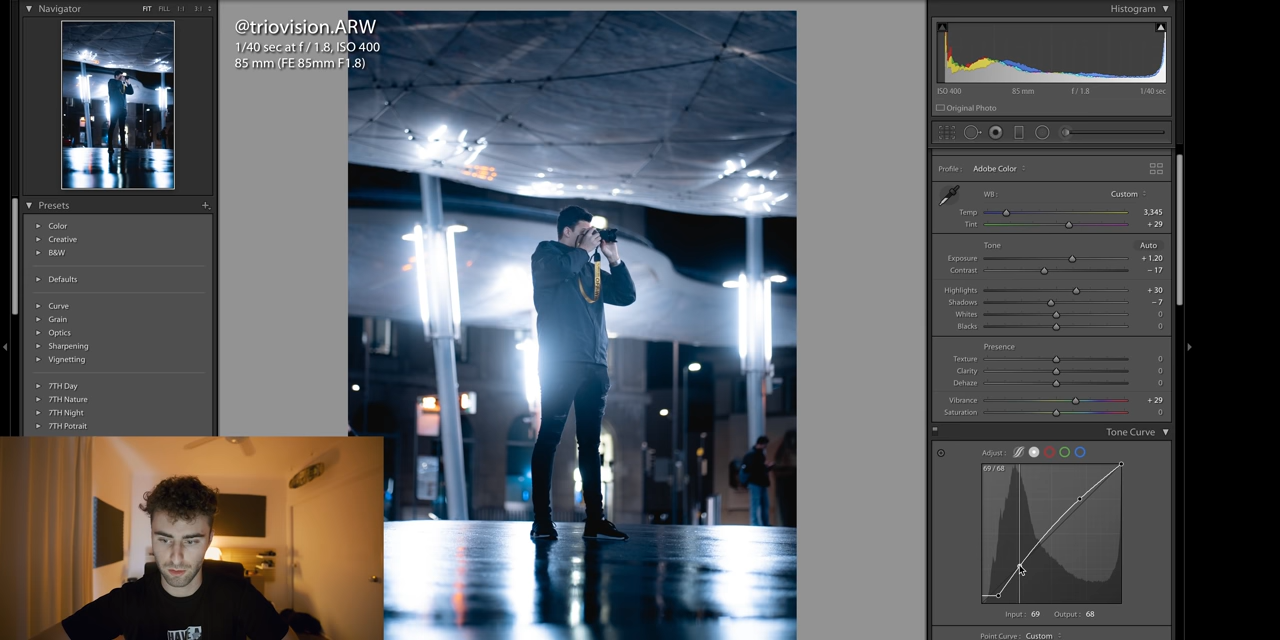 Navigator
FIT
FILL
1:1
3:1
Presets
Color
Creative
B&W
Defaults
Curve
Grain
Optics
Sharpening
Vignetting
7TH Day
7TH Nature
7TH Night
7TH Potrait
@triovision.ARW
1/40 sec at f / 1.8, ISO 400
85 mm (FE 85mm F1.8)
HAVE A
Histogram
ISO 400 85 mm f / 1.8 1/40 sec
Original Photo
Profile : Adobe Color
WB : Custom
Temp 3,345
Tint + 29
Tone Auto
Exposure + 1.20
Contrast – 17
Highlights + 30
Shadows – 7
Whites 0
Blacks 0
Presence
Texture 0
Clarity 0
Dehaze 0
Vibrance + 29
Saturation 0
Tone Curve
Adjust :
69 / 68
Input : 69 Output : 68
Point Curve : Custom